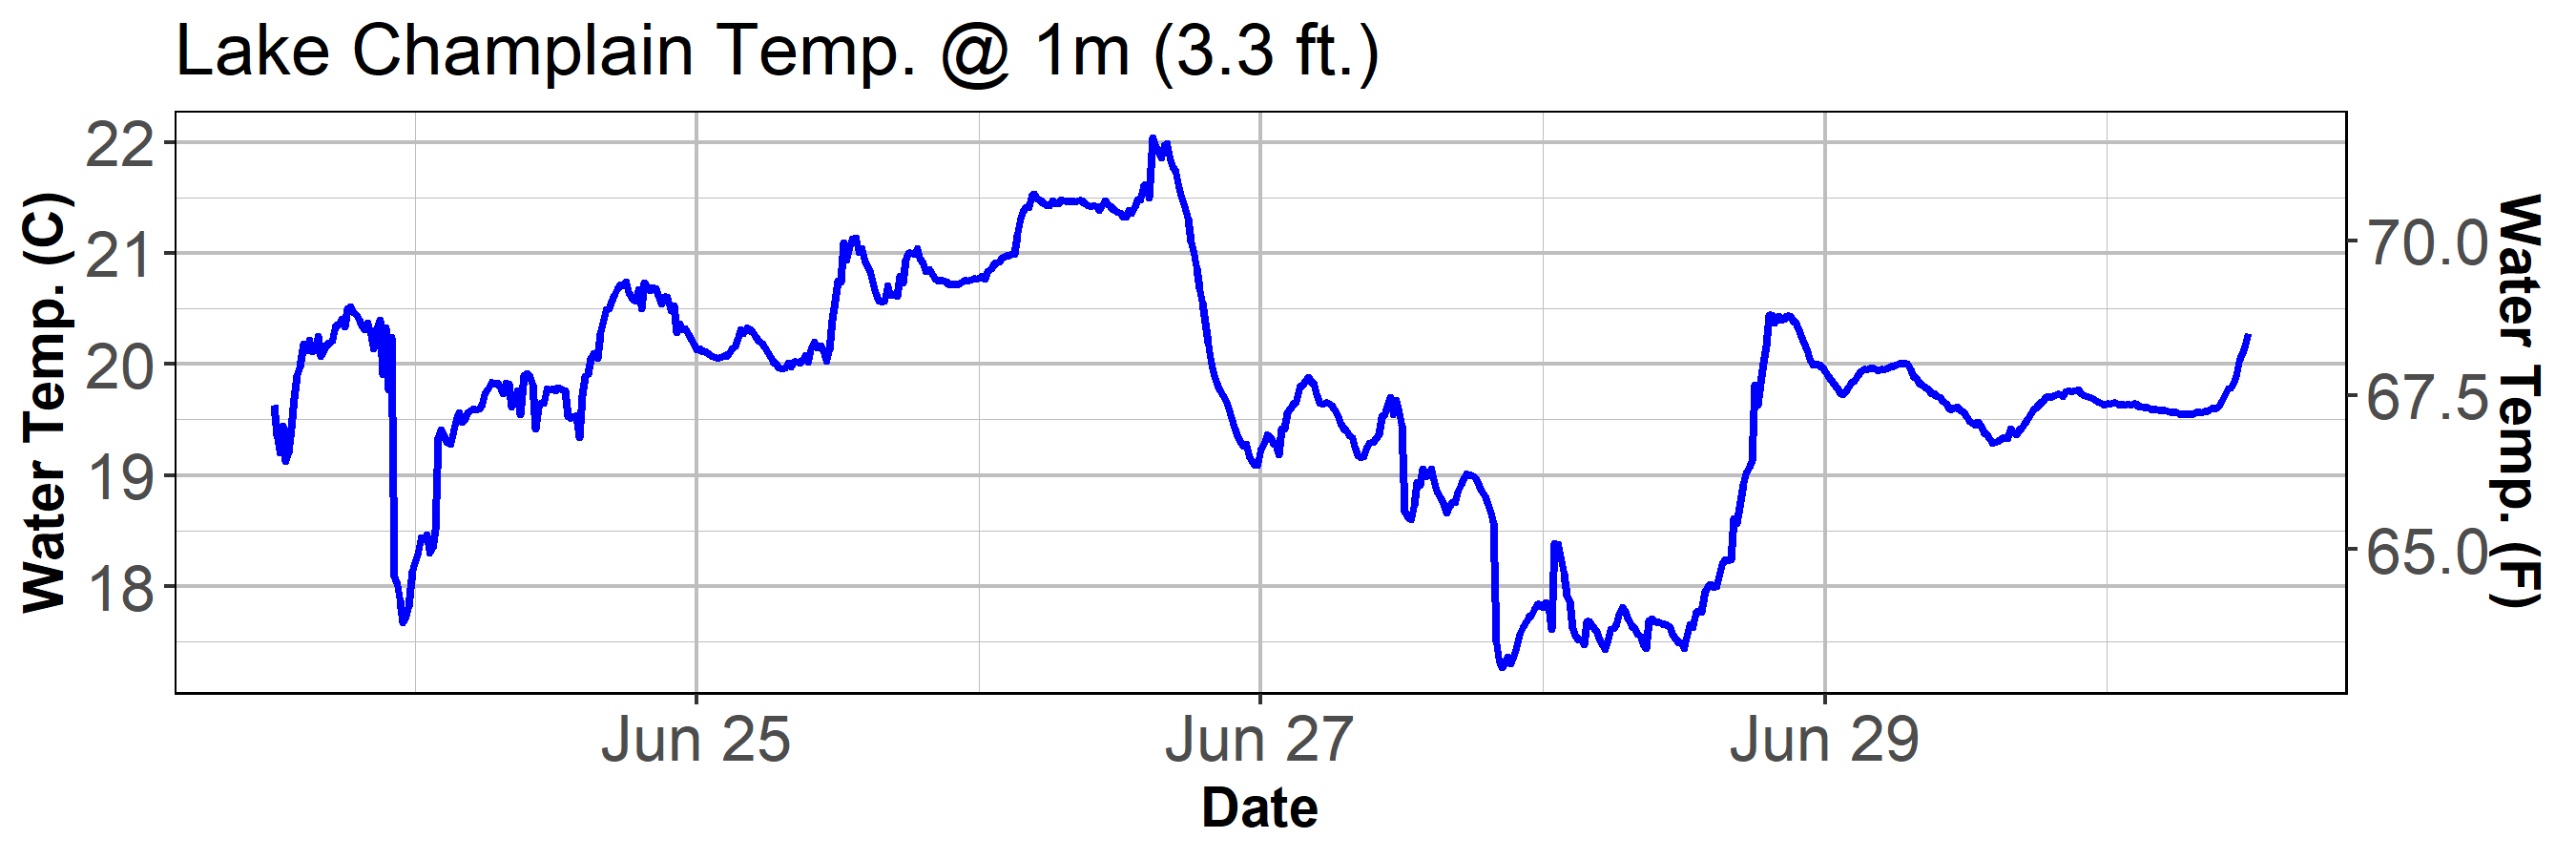 Lake Champlain Temp. @ 1m (3.3 ft.)
Water Temp. (C)
22
21
20
19
18
70.0
67.5
65.0
Water Temp. (F)
Jun 25
Jun 27
Jun 29
Date